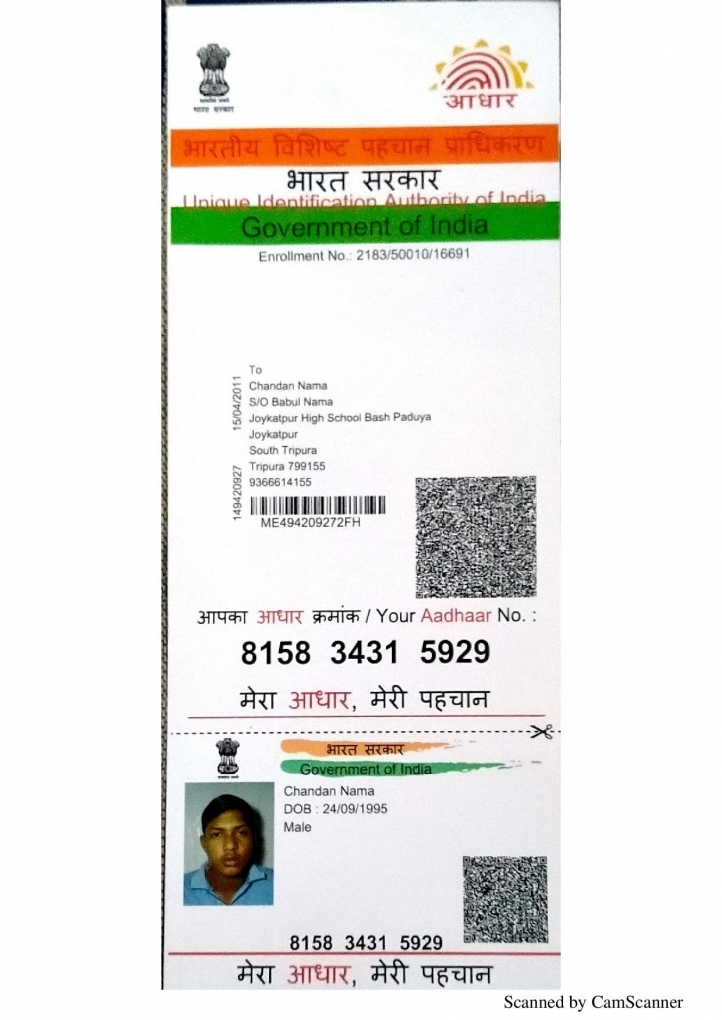 सत्यमेव जयते
भारत सरकार
आधार
भारतीय विशिष्ट पहचान प्राधिकरण
भारत सरकार
Unique Identification Authority of India
Government of India
Enrollment No.: 2183/50010/16691
To
Chandan Nama
S/O Babul Nama
Joykatpur High School Bash Paduya
Joykatpur
South Tripura
Tripura 799155
9366614155
149420927
15/04/2011
ME494209272FH
आपका आधार क्रमांक / Your Aadhaar No. :
8158 3431 5929
मेरा आधार, मेरी पहचान
भारत सरकार
Government of India
Chandan Nama
DOB : 24/09/1995
Male
8158 3431 5929
मेरा आधार, मेरी पहचान
Scanned by CamScanner